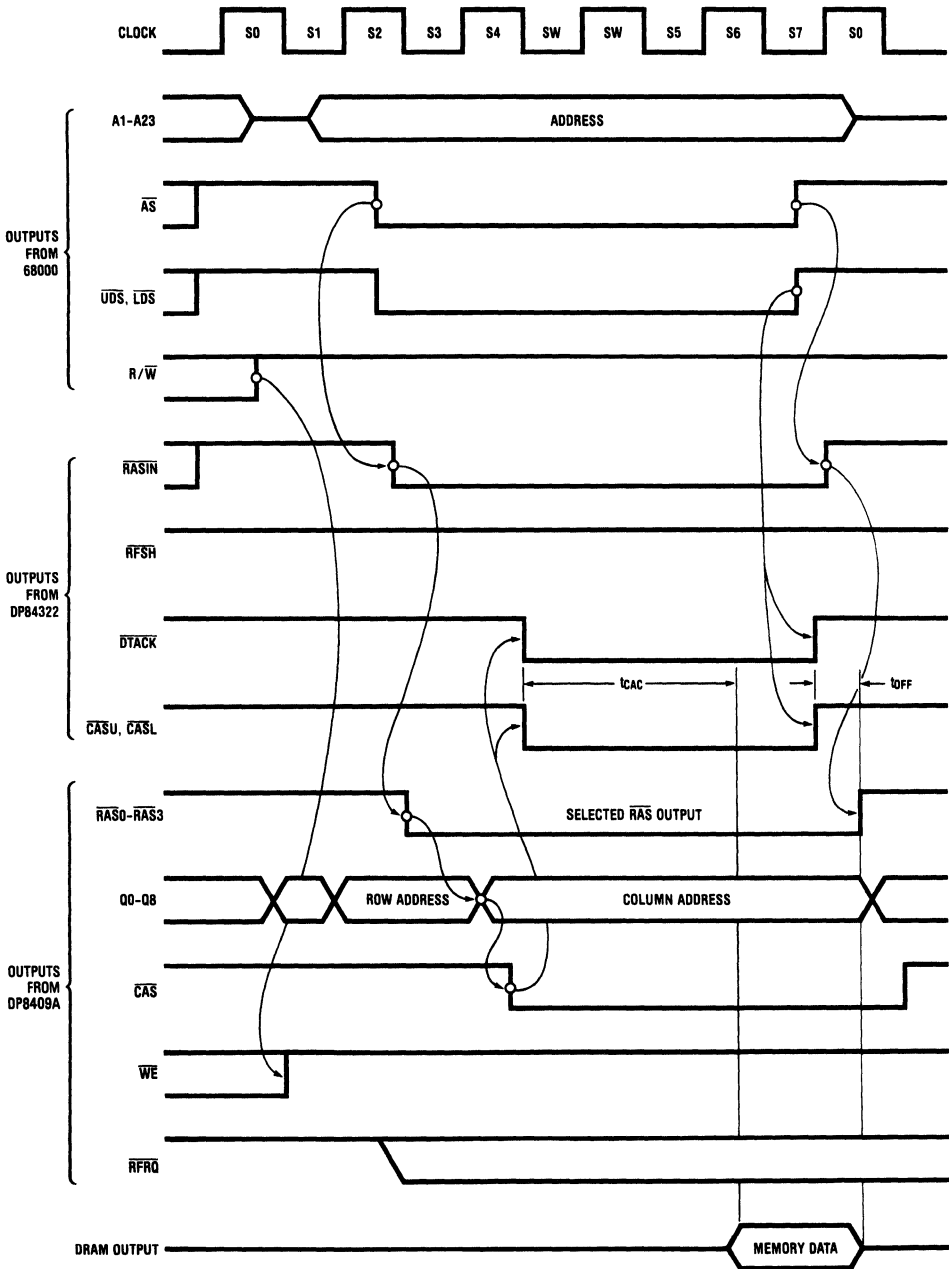 CLOCK S0 S1 S2 S3 S4 SW SW S5 S6 S7 S0
A1-A23 ADDRESS
AS
OUTPUTS
FROM
68000
UDS, LDS
R/W
RASIN
RFSH
OUTPUTS
FROM
DP84322
DTACK
tCAC tOFF
CASU, CASL
RAS0-RAS3 SELECTED RAS OUTPUT
Q0-Q8 ROW ADDRESS COLUMN ADDRESS
OUTPUTS
FROM
DP8409A
CAS
WE
RFRQ
DRAM OUTPUT MEMORY DATA